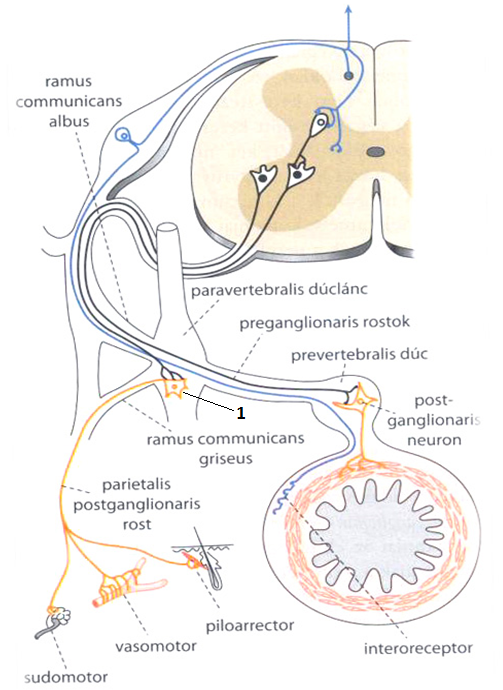 ramus
communicans
albus
paravertebralis dúclánc
preganglionaris rostok
prevertebralis dúc
1
post-
ganglionaris
neuron
ramus communicans
griseus
parietalis
postganglionaris
rost
piloarrector
vasomotor
interoreceptor
sudomotor